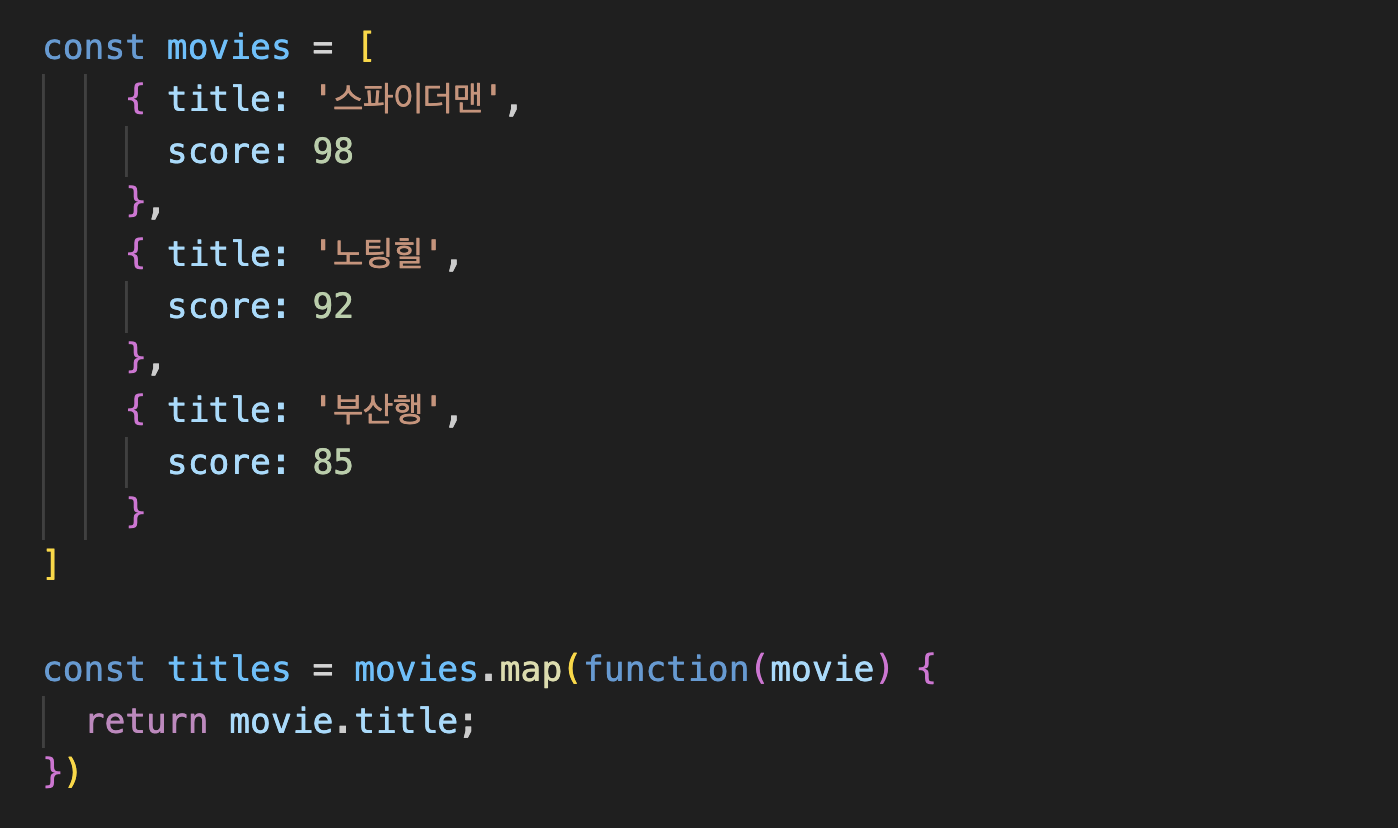 const movies = [
    { title: '스파이더맨',
      score: 98
    },
    { title: '노팅힐',
      score: 92
    },
    { title: '부산행',
      score: 85
    }
]

const titles = movies.map(function(movie) {
  return movie.title;
})